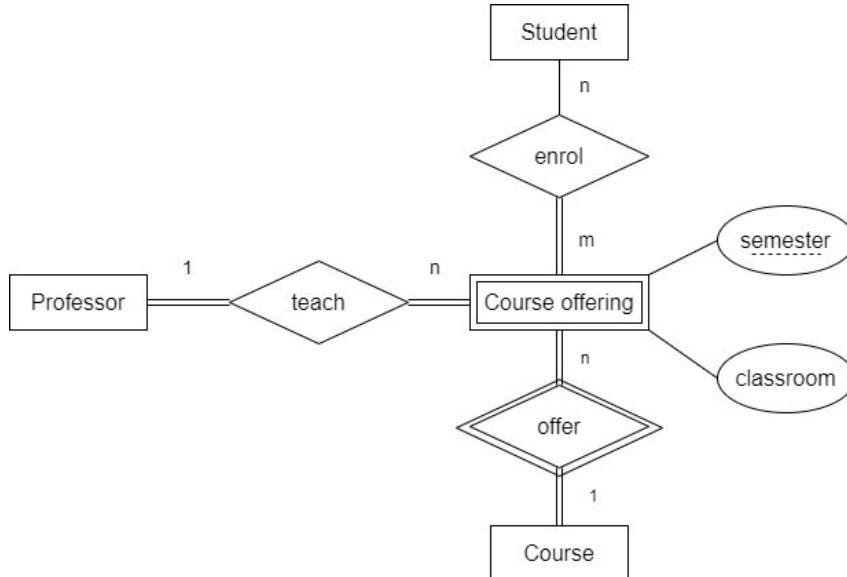 Student
n
enrol
m
semester
1
n
Professor
teach
Course offering
n
classroom
offer
1
Course